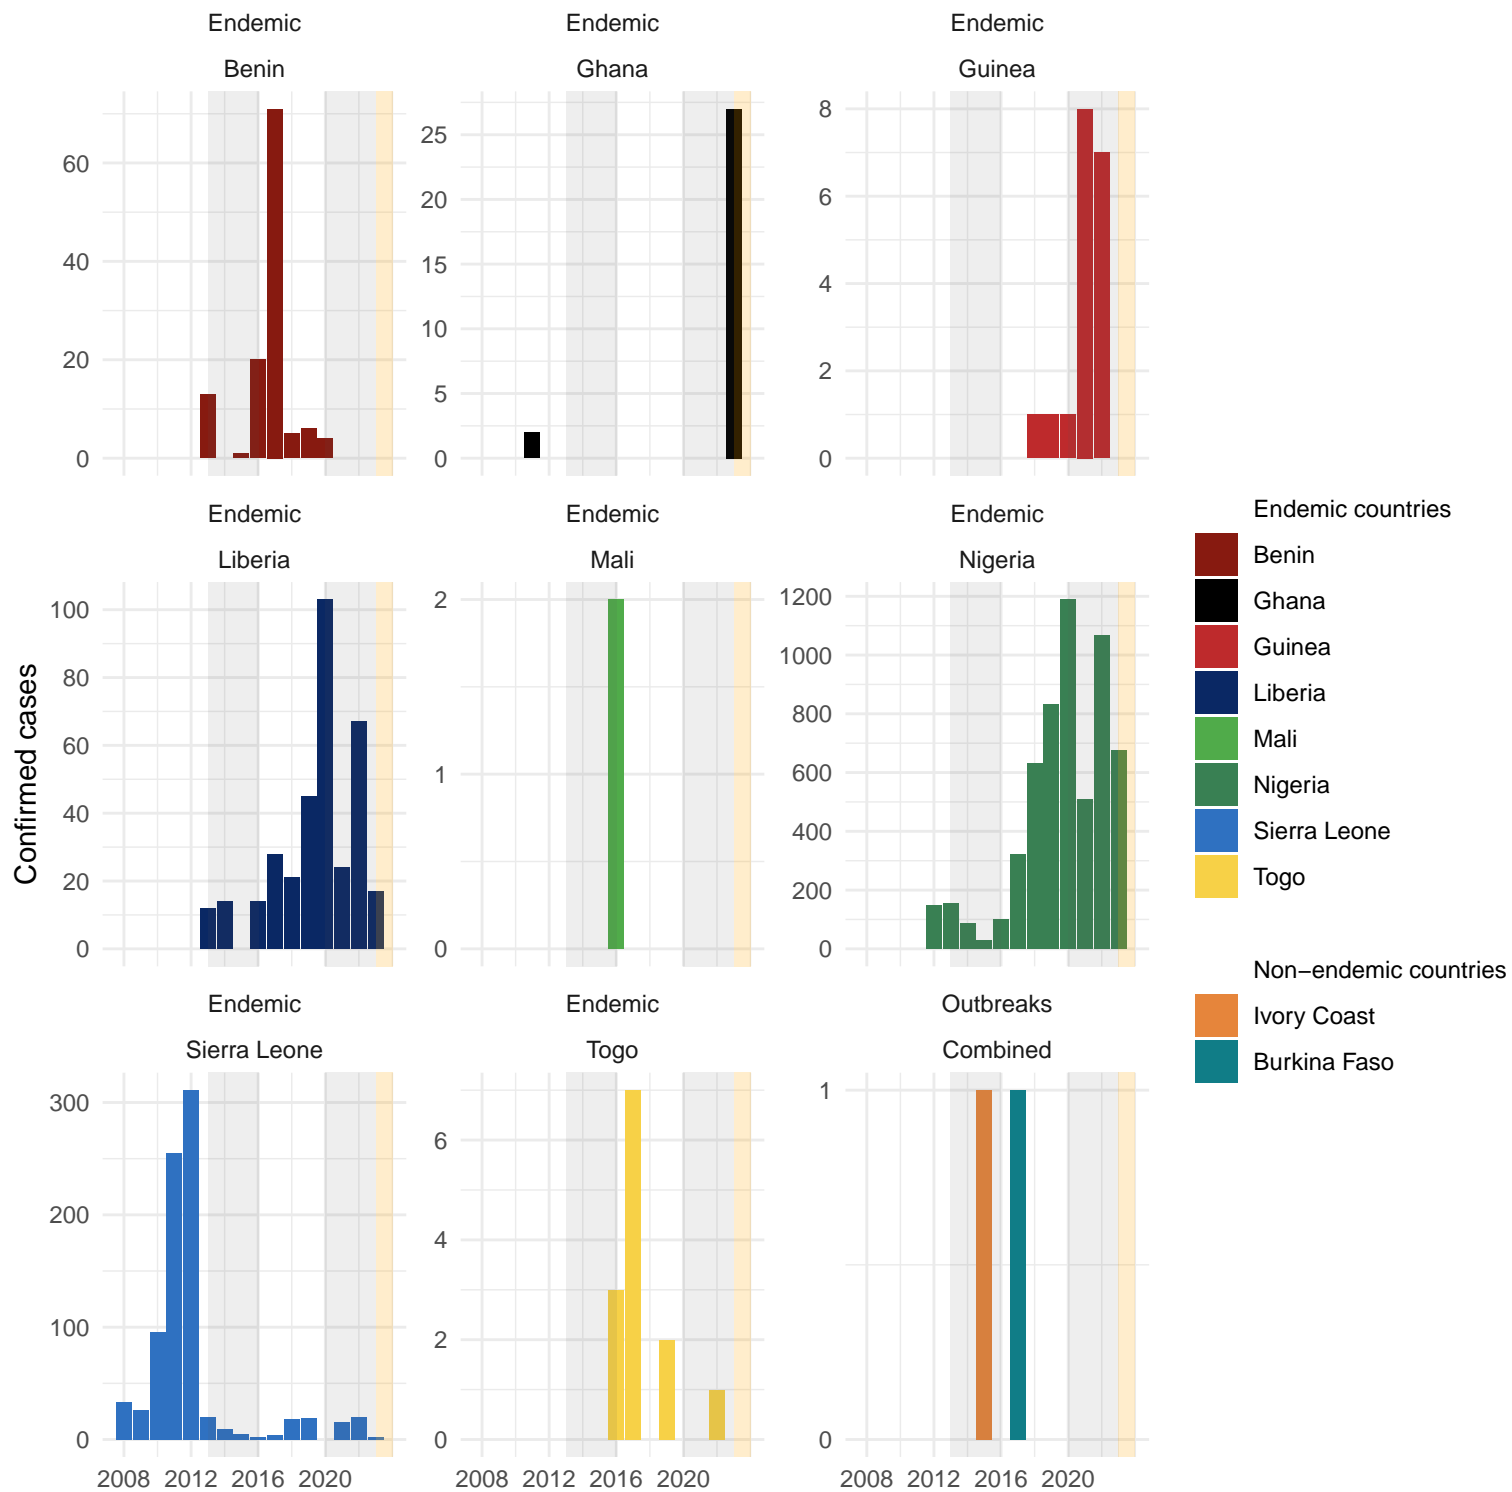 Endemic
Benin
60
40
20
0
Endemic
Ghana
25
20
15
10
5
0
Endemic
Guinea
8
6
4
2
0
Confirmed cases
Endemic
Liberia
100
80
60
40
20
0
Endemic
Mali
2
1
0
Endemic
Nigeria
1200
1000
800
600
400
200
0
Endemic
Sierra Leone
300
200
100
0
2008 2012 2016 2020
Endemic
Togo
6
4
2
0
2008 2012 2016 2020
Outbreaks
Combined
1
0
2008 2012 2016 2020
Endemic countries
Benin
Ghana
Guinea
Liberia
Mali
Nigeria
Sierra Leone
Togo
Non−endemic countries
Ivory Coast
Burkina Faso